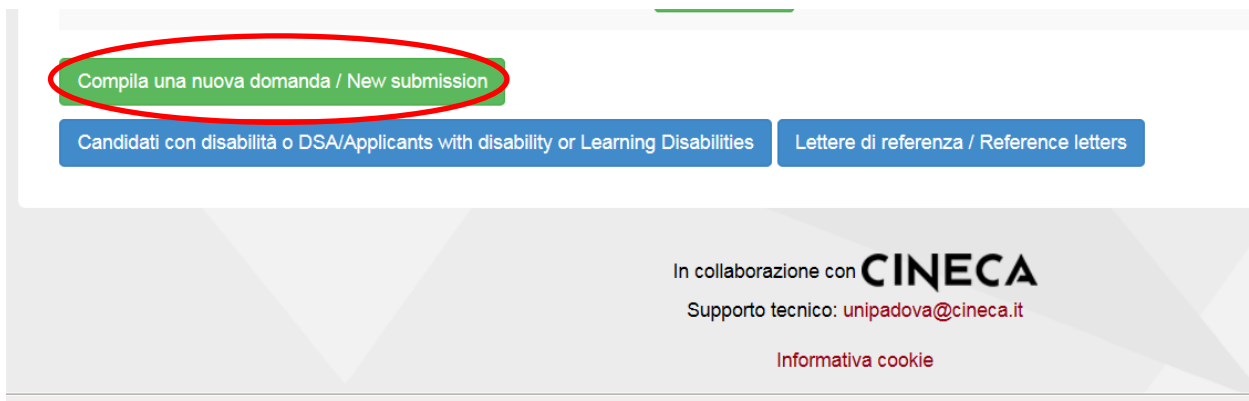 Compila una nuova domanda / New submission
Candidati con disabilità o DSA/Applicants with disability or Learning Disabilities
Lettere di referenza / Reference letters
In collaborazione con CINECA
Supporto tecnico: unipadova@cineca.it
Informativa cookie